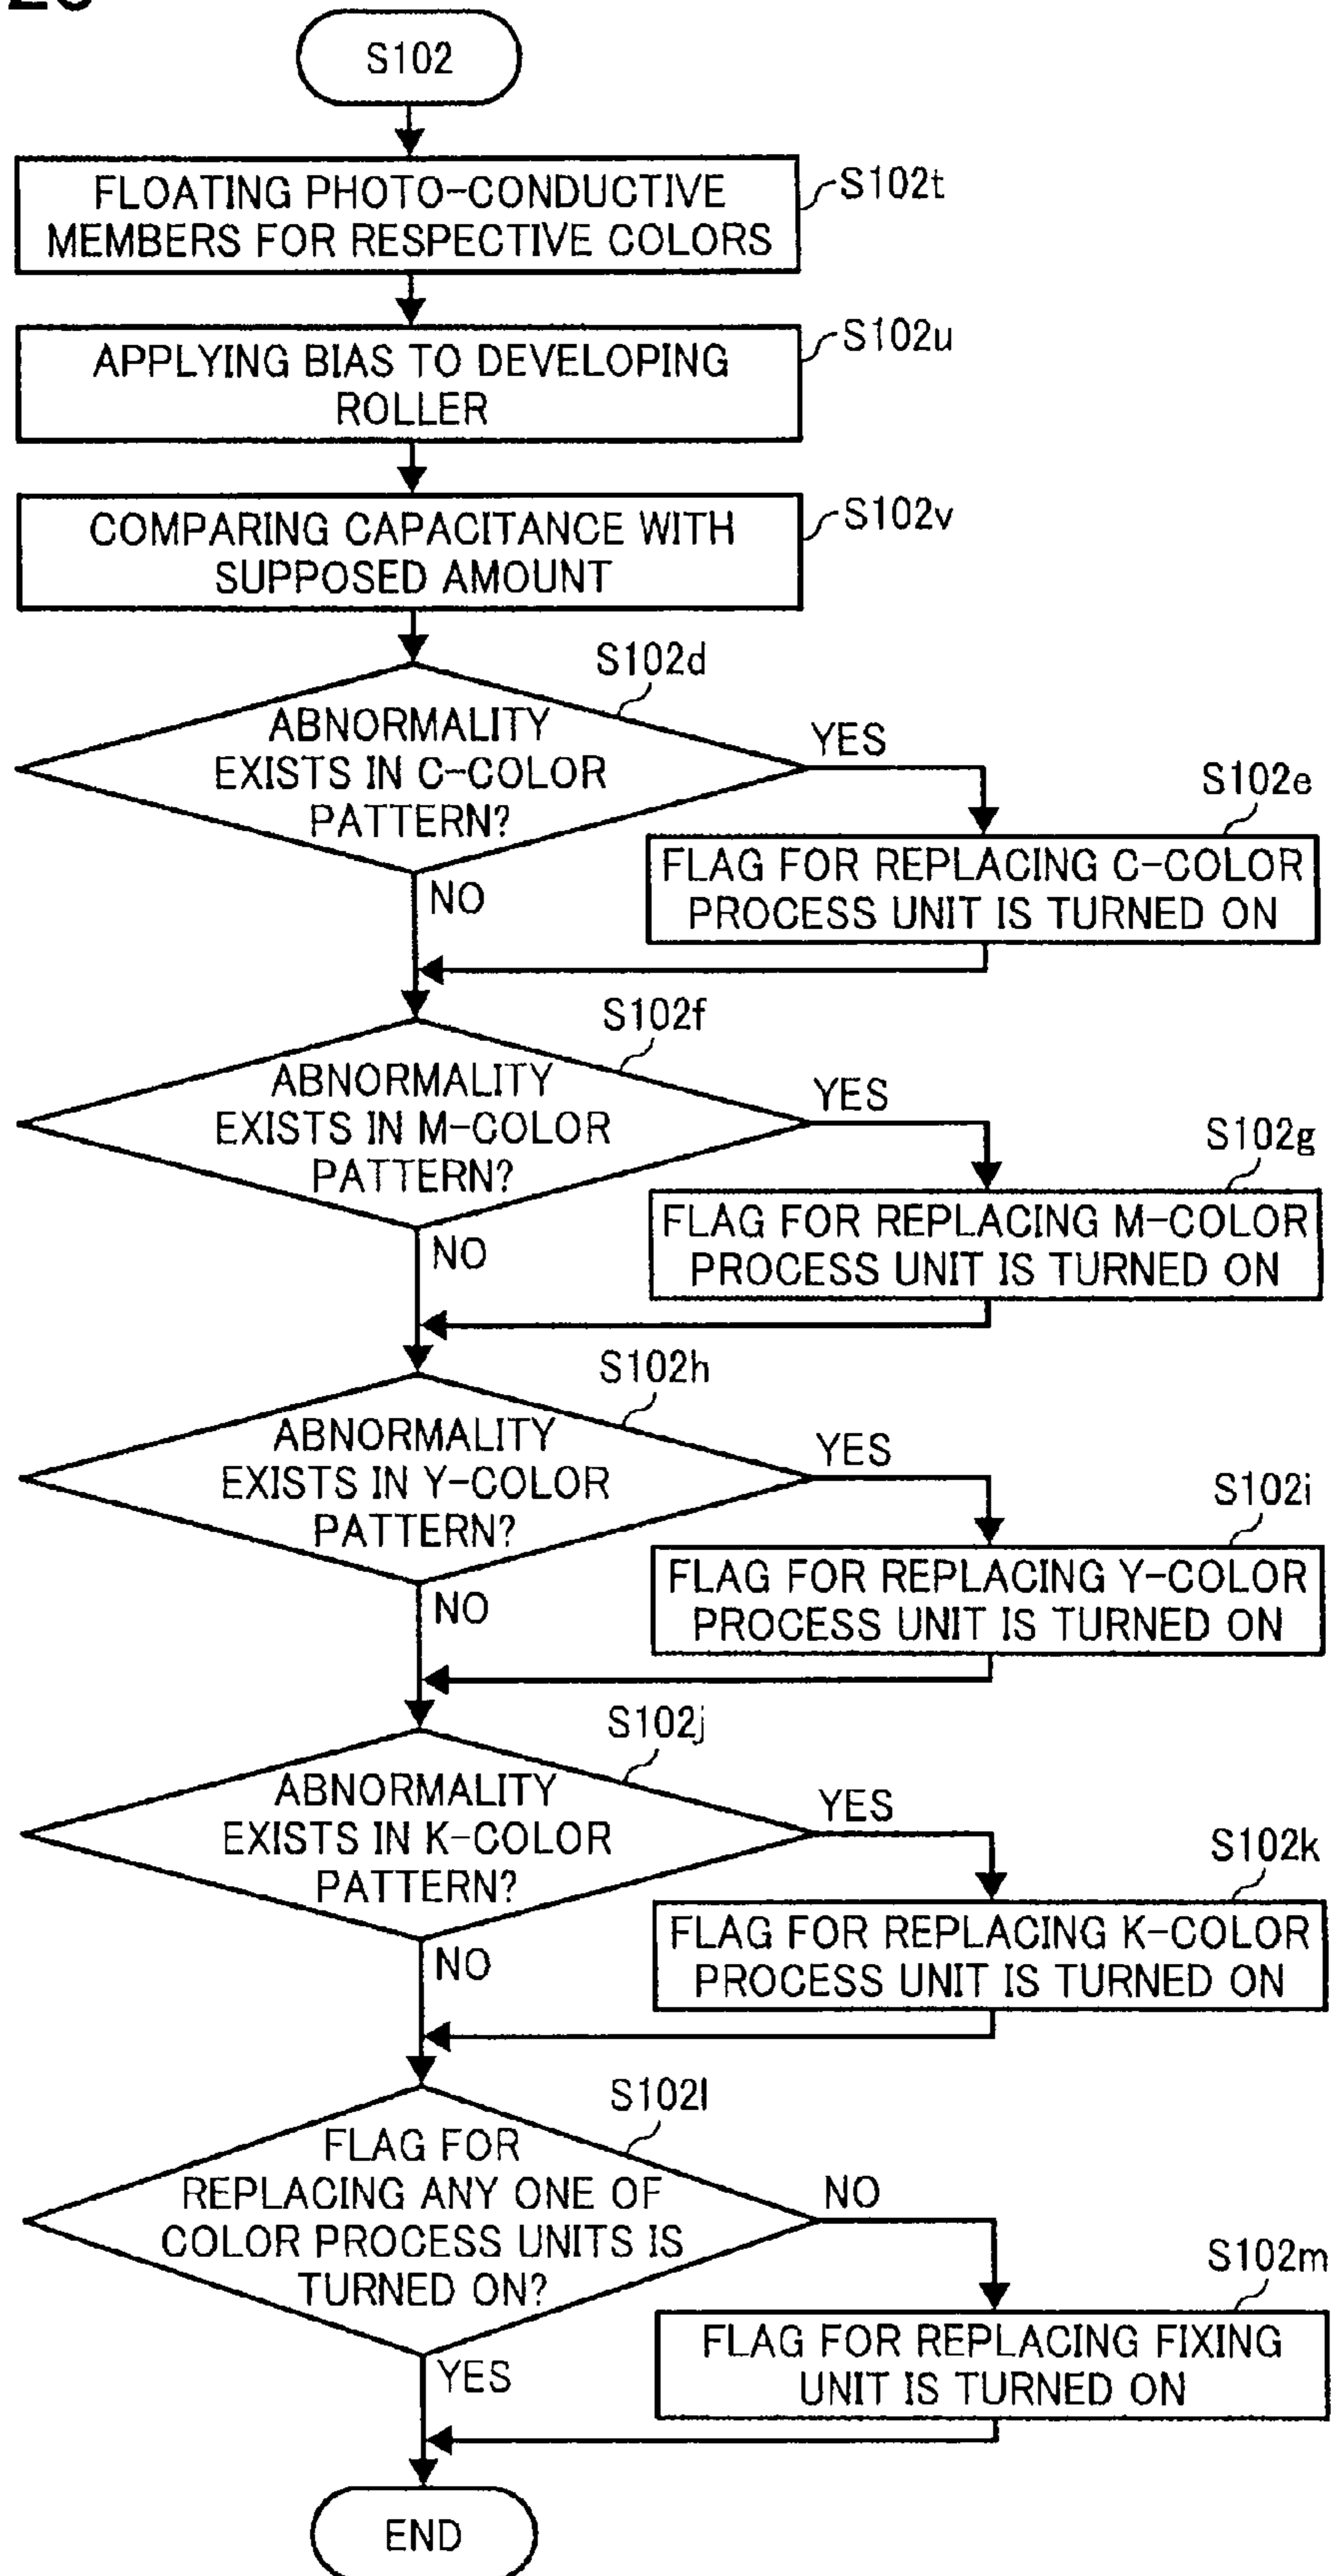 S102
FLOATING PHOTO-CONDUCTIVE
MEMBERS FOR RESPECTIVE COLORS
S102t
APPLYING BIAS TO DEVELOPING
ROLLER
S102u
COMPARING CAPACITANCE WITH
SUPPOSED AMOUNT
S102v
S102d
ABNORMALITY
EXISTS IN C-COLOR
PATTERN?
YES
NO
S102e
FLAG FOR REPLACING C-COLOR
PROCESS UNIT IS TURNED ON
S102f
ABNORMALITY
EXISTS IN M-COLOR
PATTERN?
YES
NO
S102g
FLAG FOR REPLACING M-COLOR
PROCESS UNIT IS TURNED ON
S102h
ABNORMALITY
EXISTS IN Y-COLOR
PATTERN?
YES
NO
S102i
FLAG FOR REPLACING Y-COLOR
PROCESS UNIT IS TURNED ON
S102j
ABNORMALITY
EXISTS IN K-COLOR
PATTERN?
YES
NO
S102k
FLAG FOR REPLACING K-COLOR
PROCESS UNIT IS TURNED ON
S102l
FLAG FOR
REPLACING ANY ONE OF
COLOR PROCESS UNITS IS
TURNED ON?
NO
YES
S102m
FLAG FOR REPLACING FIXING
UNIT IS TURNED ON
END